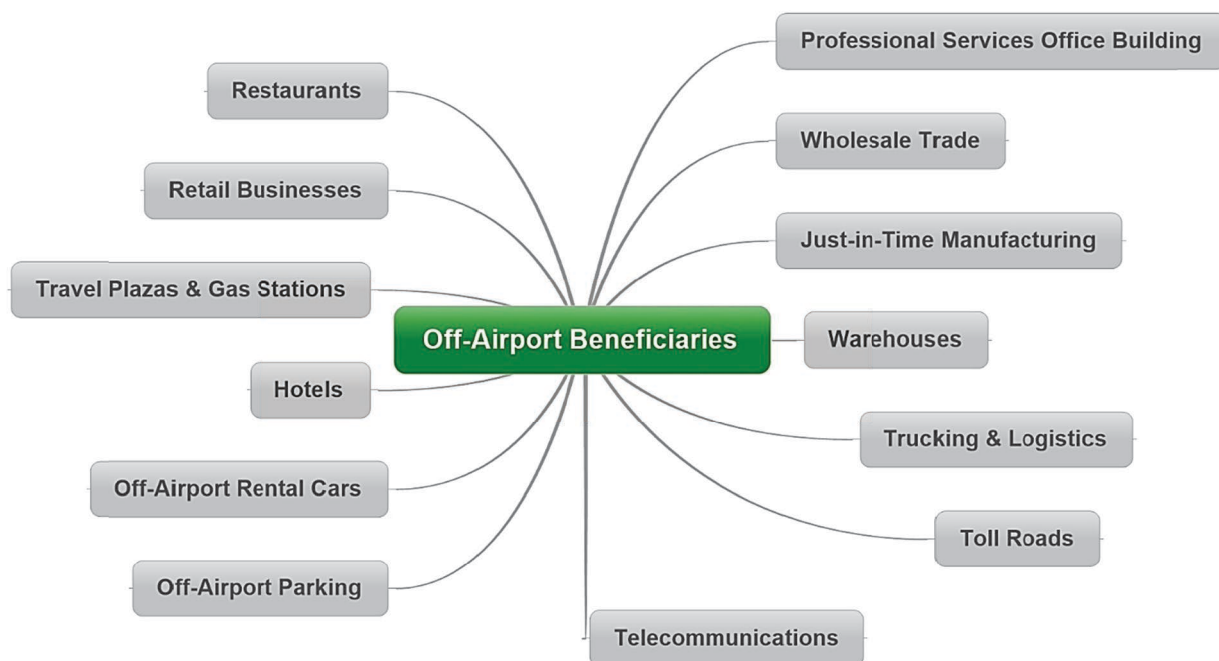 Professional Services Office Building
Restaurants
Wholesale Trade
Retail Businesses
Just-in-Time Manufacturing
Travel Plazas & Gas Stations
Off-Airport Beneficiaries
Warehouses
Hotels
Trucking & Logistics
Off-Airport Rental Cars
Toll Roads
Off-Airport Parking
Telecommunications